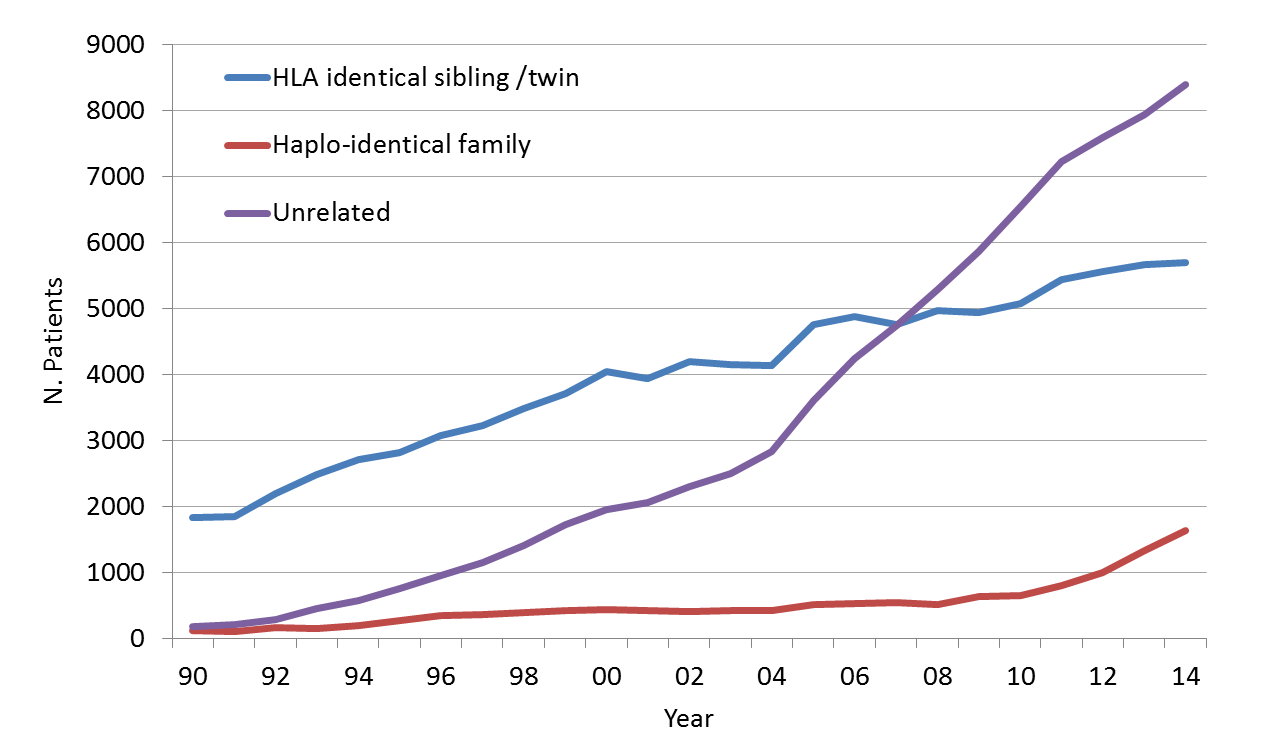 9000
8000
7000
6000
5000
4000
3000
2000
1000
0
N. Patients
HLA identical sibling /twin
Haplo-identical family
Unrelated
90 92 94 96 98 00 02 04 06 08 10 12 14
Year